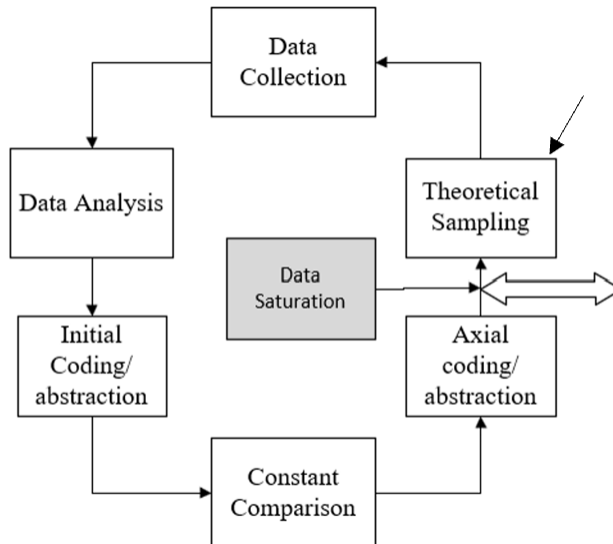 Data
Collection
Data Analysis
Theoretical
Sampling
Data
Saturation
Initial
Coding/
abstraction
Axial
coding/
abstraction
Constant
Comparison